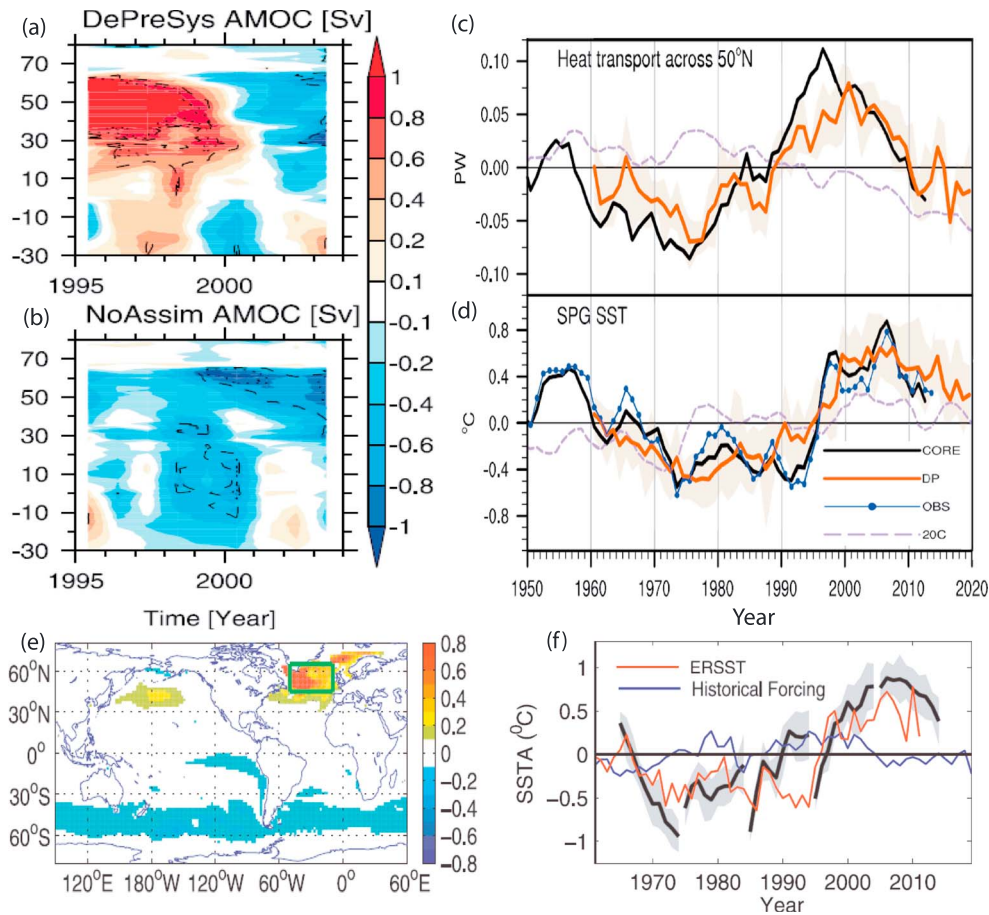 (a) DePreSys AMOC [Sv]
70
50
30
10
-10
-30
1995 2000
1
0.8
0.6
0.4
0.2
0.1
-0.1
-0.2
-0.4
-0.6
-0.8
-1
(b) NoAssim AMOC [Sv]
70
50
30
10
-10
-30
1995 2000
Time [Year]
(c)
Heat transport across 50°N
0.10
0.05
0.00
-0.05
-0.10
PW
(d)
SPG SST
0.8
0.4
0.0
-0.4
-0.8
°C
CORE
DP
OBS
20C
1950 1960 1970 1980 1990 2000 2010 2020
Year
(e)
60°N
30°N
0°
30°S
60°S
120°E 180°W 120°W 60°W 0° 60°E
0.8
0.6
0.4
0.2
0
-0.2
-0.4
-0.6
-0.8
(f)
ERSST
Historical Forcing
SSTA (°C)
1
0.5
0
−0.5
−1
1970 1980 1990 2000 2010
Year